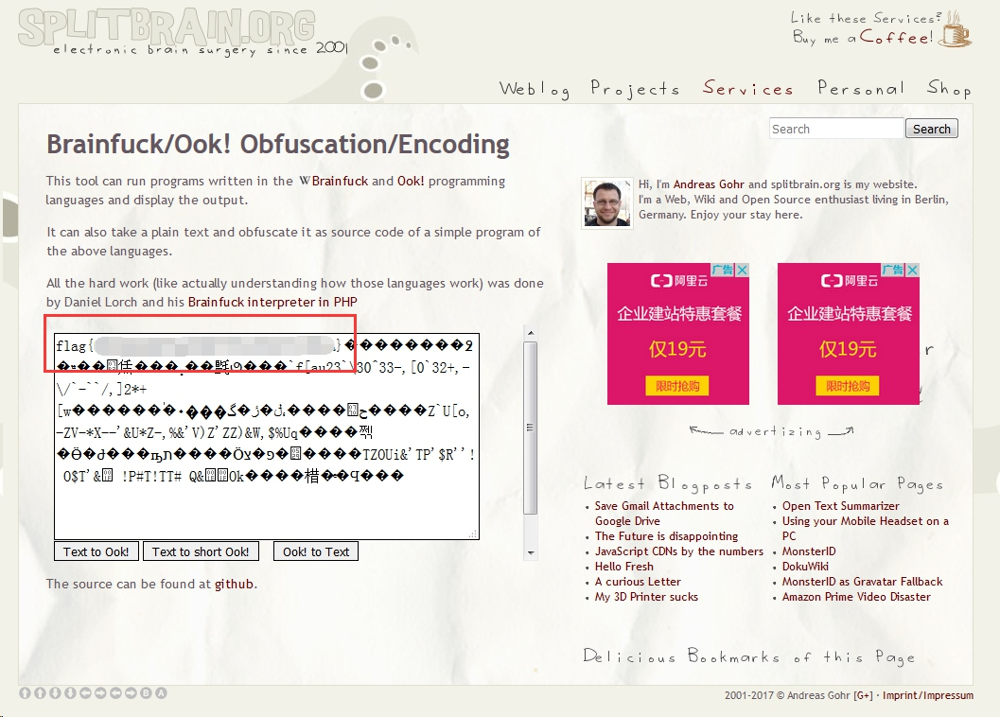 SPLITBRAIN.ORG
electronic brain surgery since 2001
Like these Services?
Buy me a Coffee!
Weblog Projects Services Personal Shop
Search Search
Brainfuck/Ook! Obfuscation/Encoding
This tool can run programs written in the WBrainfuck and Ook! programming
languages and display the output.
It can also take a plain text and obfuscate it as source code of a simple program of
the above languages.
All the hard work (like actually understanding how those languages work) was done
by Daniel Lorch and his Brainfuck interpreter in PHP
flag{
}
`f[au23`\3O^33-,[0`32+,-
\/`-``/,]2*+
Z`U[o,
-ZV-*X--'&U*Z-,%&'V)Z'ZZ)&W,$%Uq
TZOUi&'TP'$R''!
O$T'& !P#T!TT# Q& Ok
Text to Ook! Text to short Ook! Ook! to Text
The source can be found at github.
Hi, I'm Andreas Gohr and splitbrain.org is my website.
I'm a Web, Wiki and Open Source enthusiast living in Berlin,
Germany. Enjoy your stay here.
广告
阿里云
企业建站特惠套餐
仅19元
限时抢购
广告
阿里云
企业建站特惠套餐
仅19元
限时抢购
advertizing
Latest Blogposts
Save Gmail Attachments to
Google Drive
The Future is disappointing
JavaScript CDNs by the numbers
Hello Fresh
A curious Letter
My 3D Printer sucks
Most Popular Pages
Open Text Summarizer
Using your Mobile Headset on a
PC
MonsterID
DokuWiki
MonsterID as Gravatar Fallback
Amazon Prime Video Disaster
Delicious Bookmarks of this Page
2001-2017 © Andreas Gohr [G+] · Imprint/Impressum